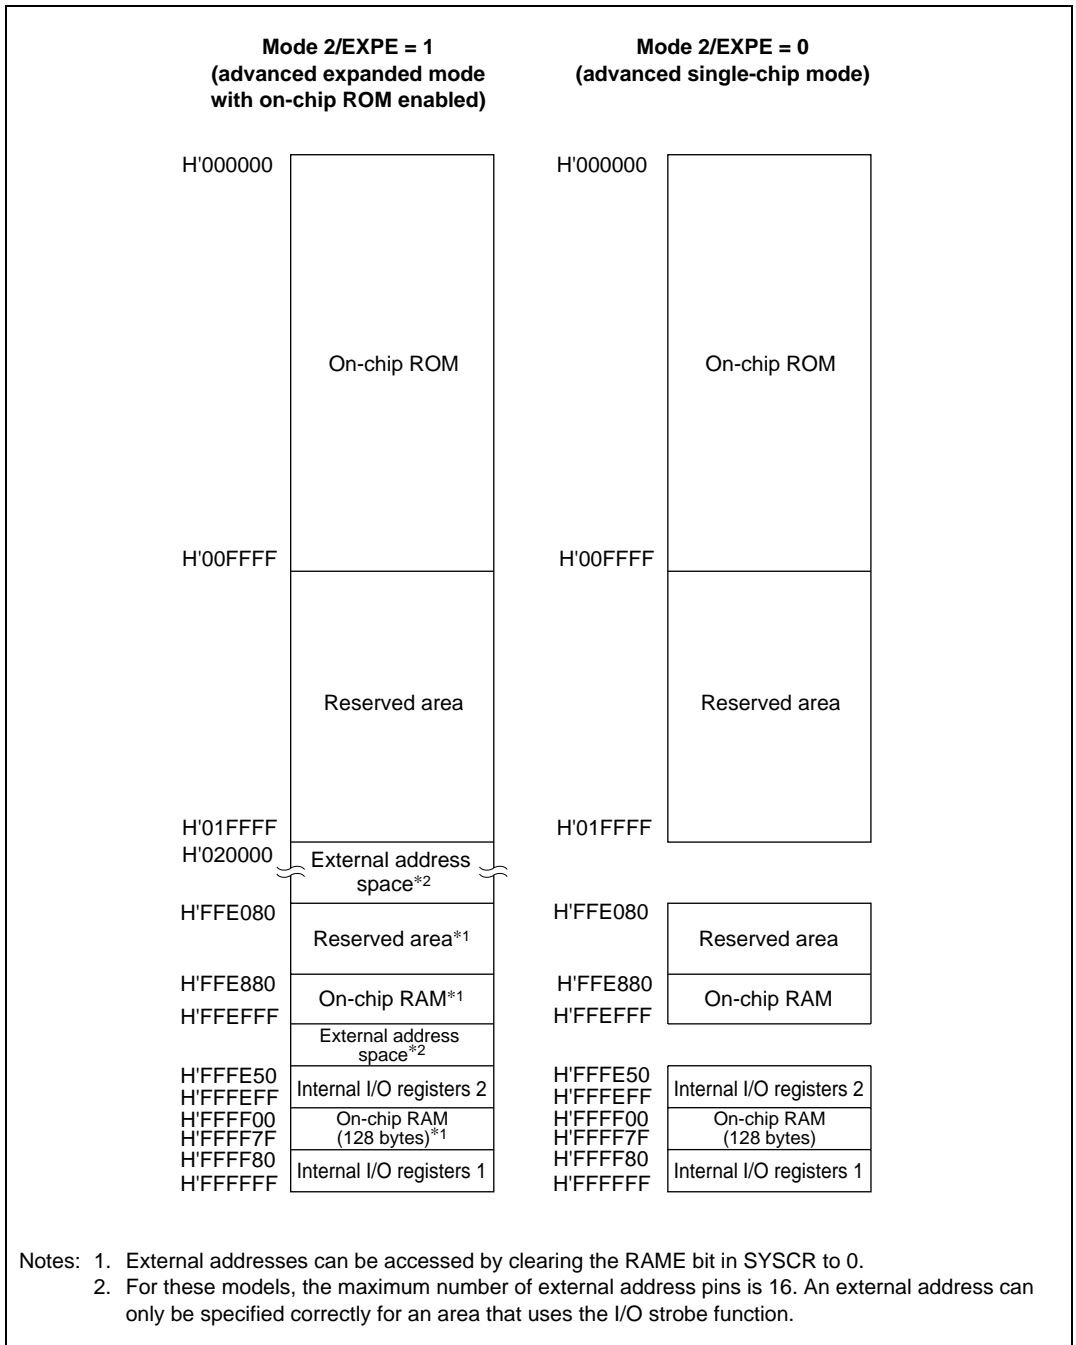 Mode 2/EXPE = 1
(advanced expanded mode
with on-chip ROM enabled)
Mode 2/EXPE = 0
(advanced single-chip mode)
H'000000
On-chip ROM
H'00FFFF
Reserved area
H'01FFFF
H'020000
External address
space*2
H'FFE080
Reserved area*1
H'FFE880
On-chip RAM*1
H'FFEFFF
External address
space*2
H'FFFE50
Internal I/O registers 2
H'FFFEFF
H'FFFF00
On-chip RAM
(128 bytes)*1
H'FFFF7F
H'FFFF80
Internal I/O registers 1
H'FFFFFF
H'000000
On-chip ROM
H'00FFFF
Reserved area
H'01FFFF
H'FFE080
Reserved area
H'FFE880
On-chip RAM
H'FFEFFF
H'FFFE50
Internal I/O registers 2
H'FFFEFF
H'FFFF00
On-chip RAM
(128 bytes)
H'FFFF7F
H'FFFF80
Internal I/O registers 1
H'FFFFFF
Notes: 1. External addresses can be accessed by clearing the RAME bit in SYSCR to 0.
2. For these models, the maximum number of external address pins is 16. An external address can
only be specified correctly for an area that uses the I/O strobe function.